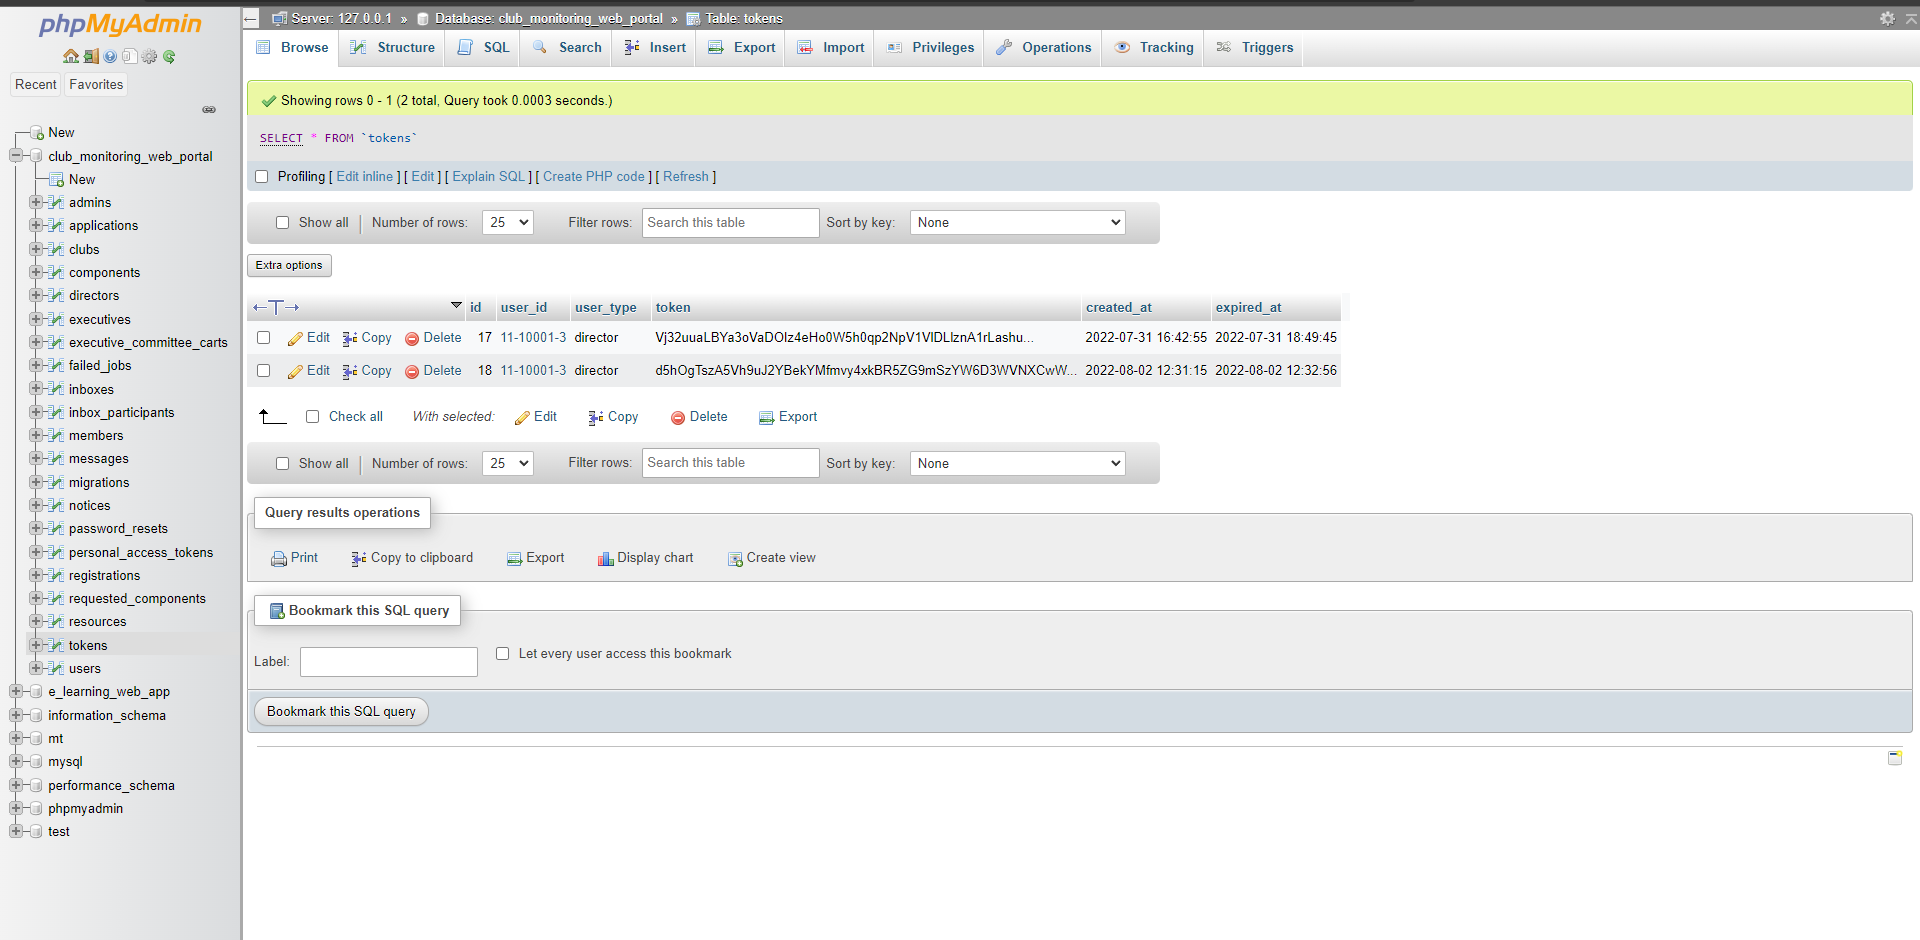 phpMyAdmin
Recent Favorites
New
club_monitoring_web_portal
New
admins
applications
clubs
components
directors
executives
executive_committee_carts
failed_jobs
inboxes
inbox_participants
members
messages
migrations
notices
password_resets
personal_access_tokens
registrations
requested_components
resources
tokens
users
e_learning_web_app
information_schema
mt
mysql
performance_schema
phpmyadmin
test
Server: 127.0.0.1 » Database: club_monitoring_web_portal » Table: tokens
Browse Structure SQL Search Insert Export Import Privileges Operations Tracking Triggers
Showing rows 0 - 1 (2 total, Query took 0.0003 seconds.)
SELECT * FROM `tokens`
Profiling [ Edit inline ] [ Edit ] [ Explain SQL ] [ Create PHP code ] [ Refresh ]
Show all | Number of rows: 25 Filter rows: Search this table Sort by key: None
Extra options
←T→ id user_id user_type token created_at expired_at
Edit Copy Delete 17 11-10001-3 director Vj32uuaLBYa3oVaDOIz4eHo0W5h0qp2NpV1VlDLlznA1rLashu... 2022-07-31 16:42:55 2022-07-31 18:49:45
Edit Copy Delete 18 11-10001-3 director d5hOgTszA5Vh9uJ2YBekYMfmvy4xkBR5ZG9mSzYW6D3WVNXCwW... 2022-08-02 12:31:15 2022-08-02 12:32:56
Check all With selected: Edit Copy Delete Export
Show all | Number of rows: 25 Filter rows: Search this table Sort by key: None
Query results operations
Print Copy to clipboard Export Display chart Create view
Bookmark this SQL query
Label: Let every user access this bookmark
Bookmark this SQL query